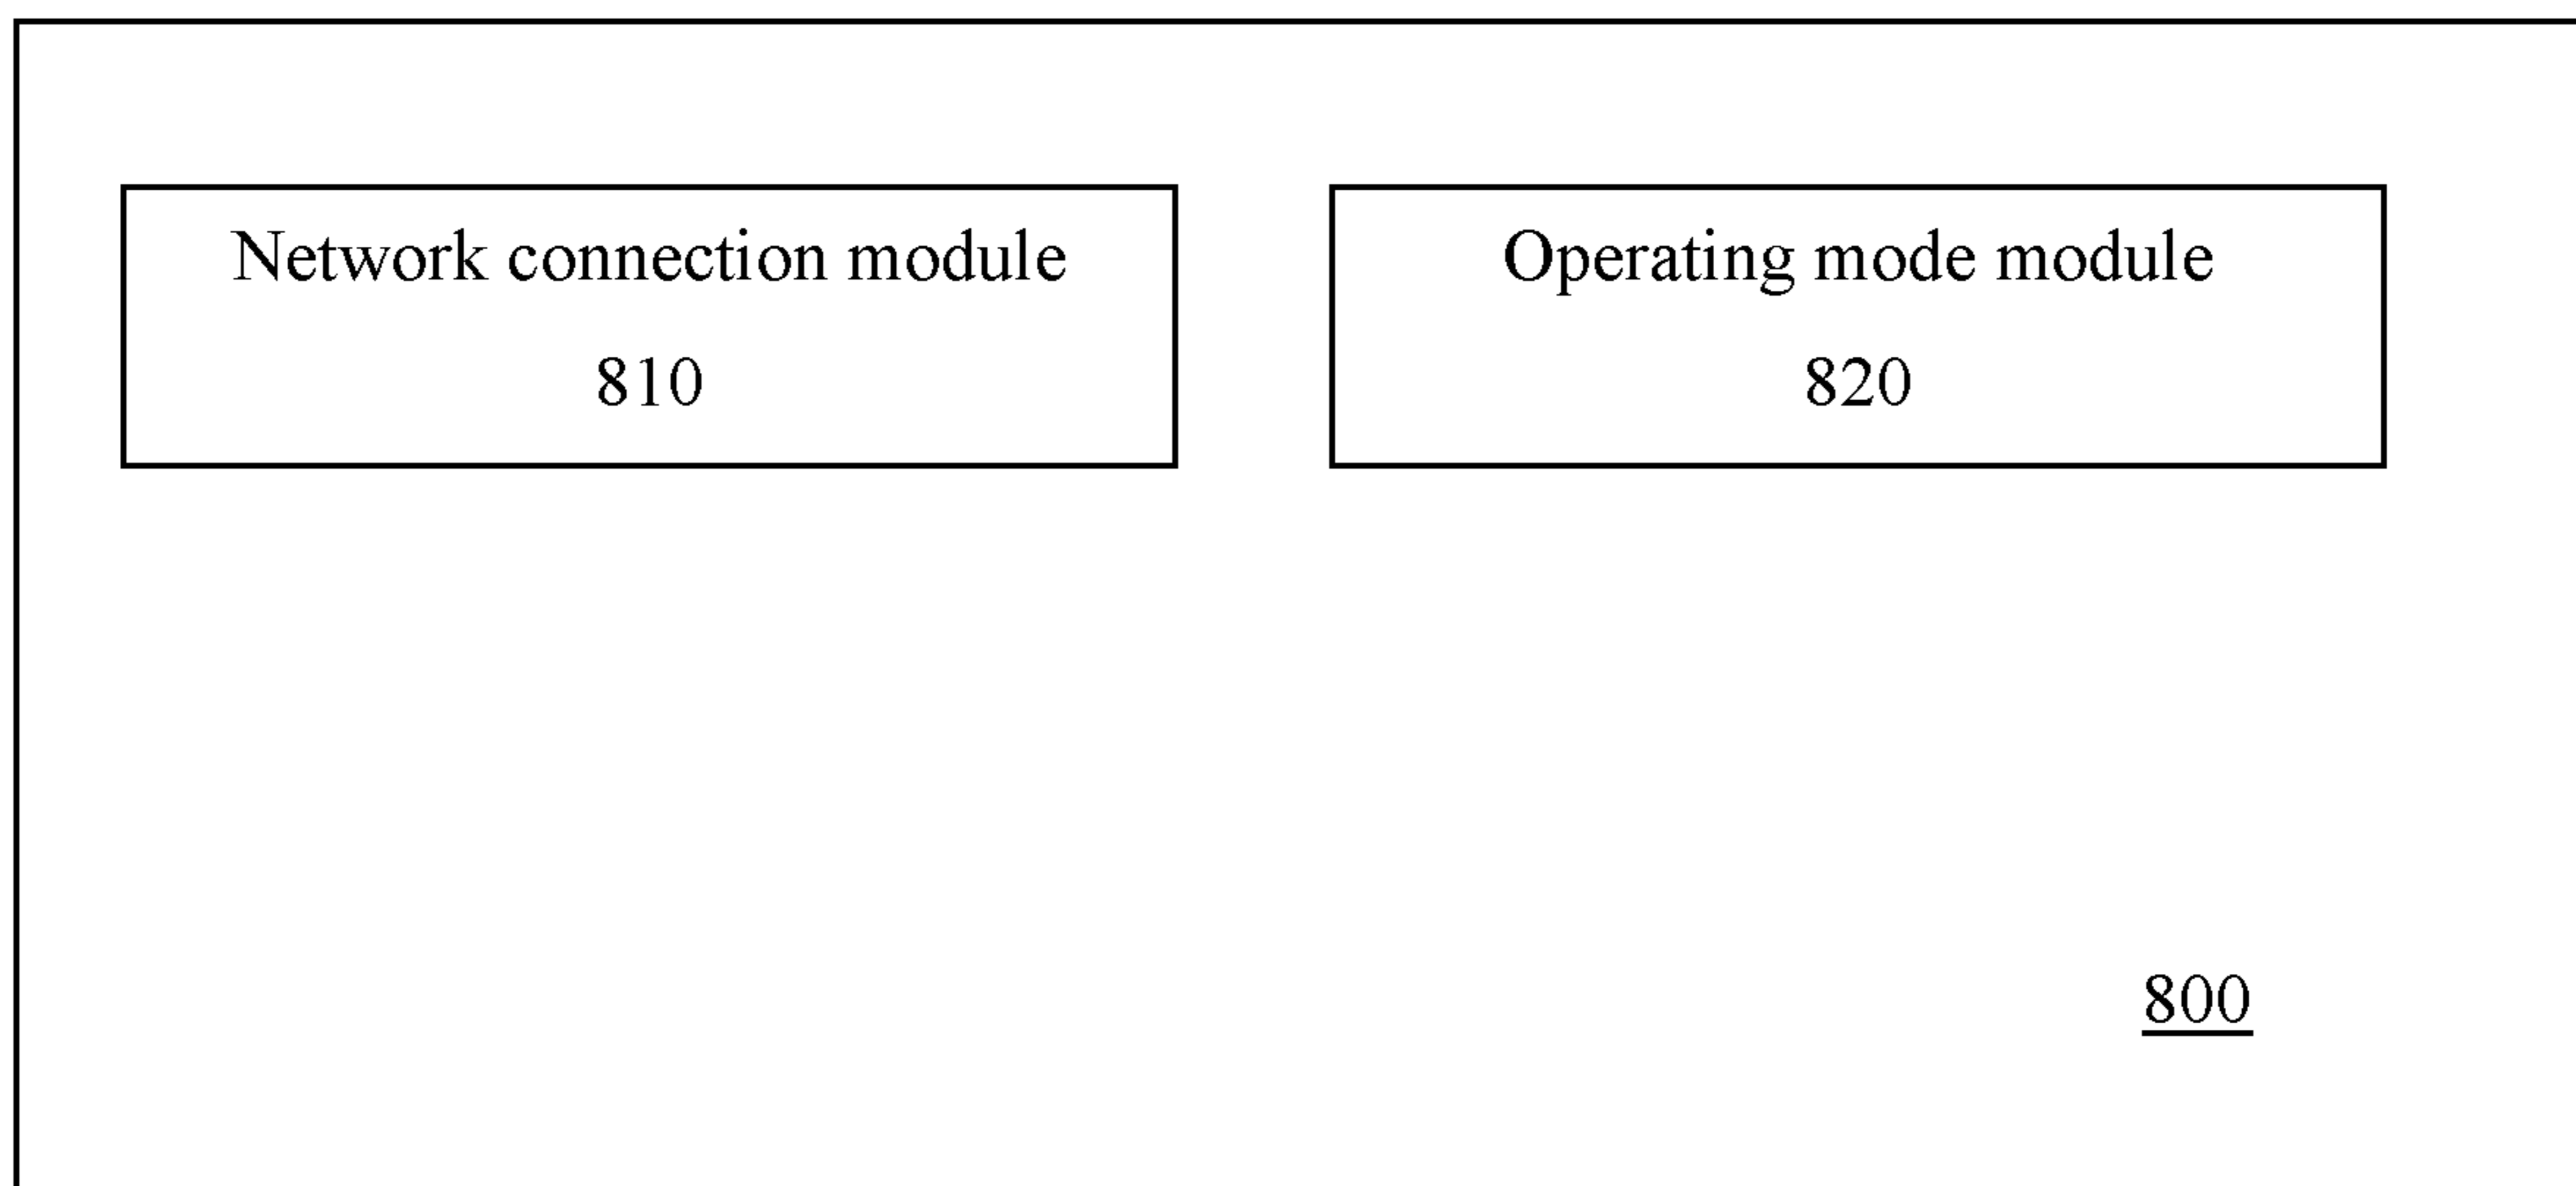 Network connection module
810
Operating mode module
820
800